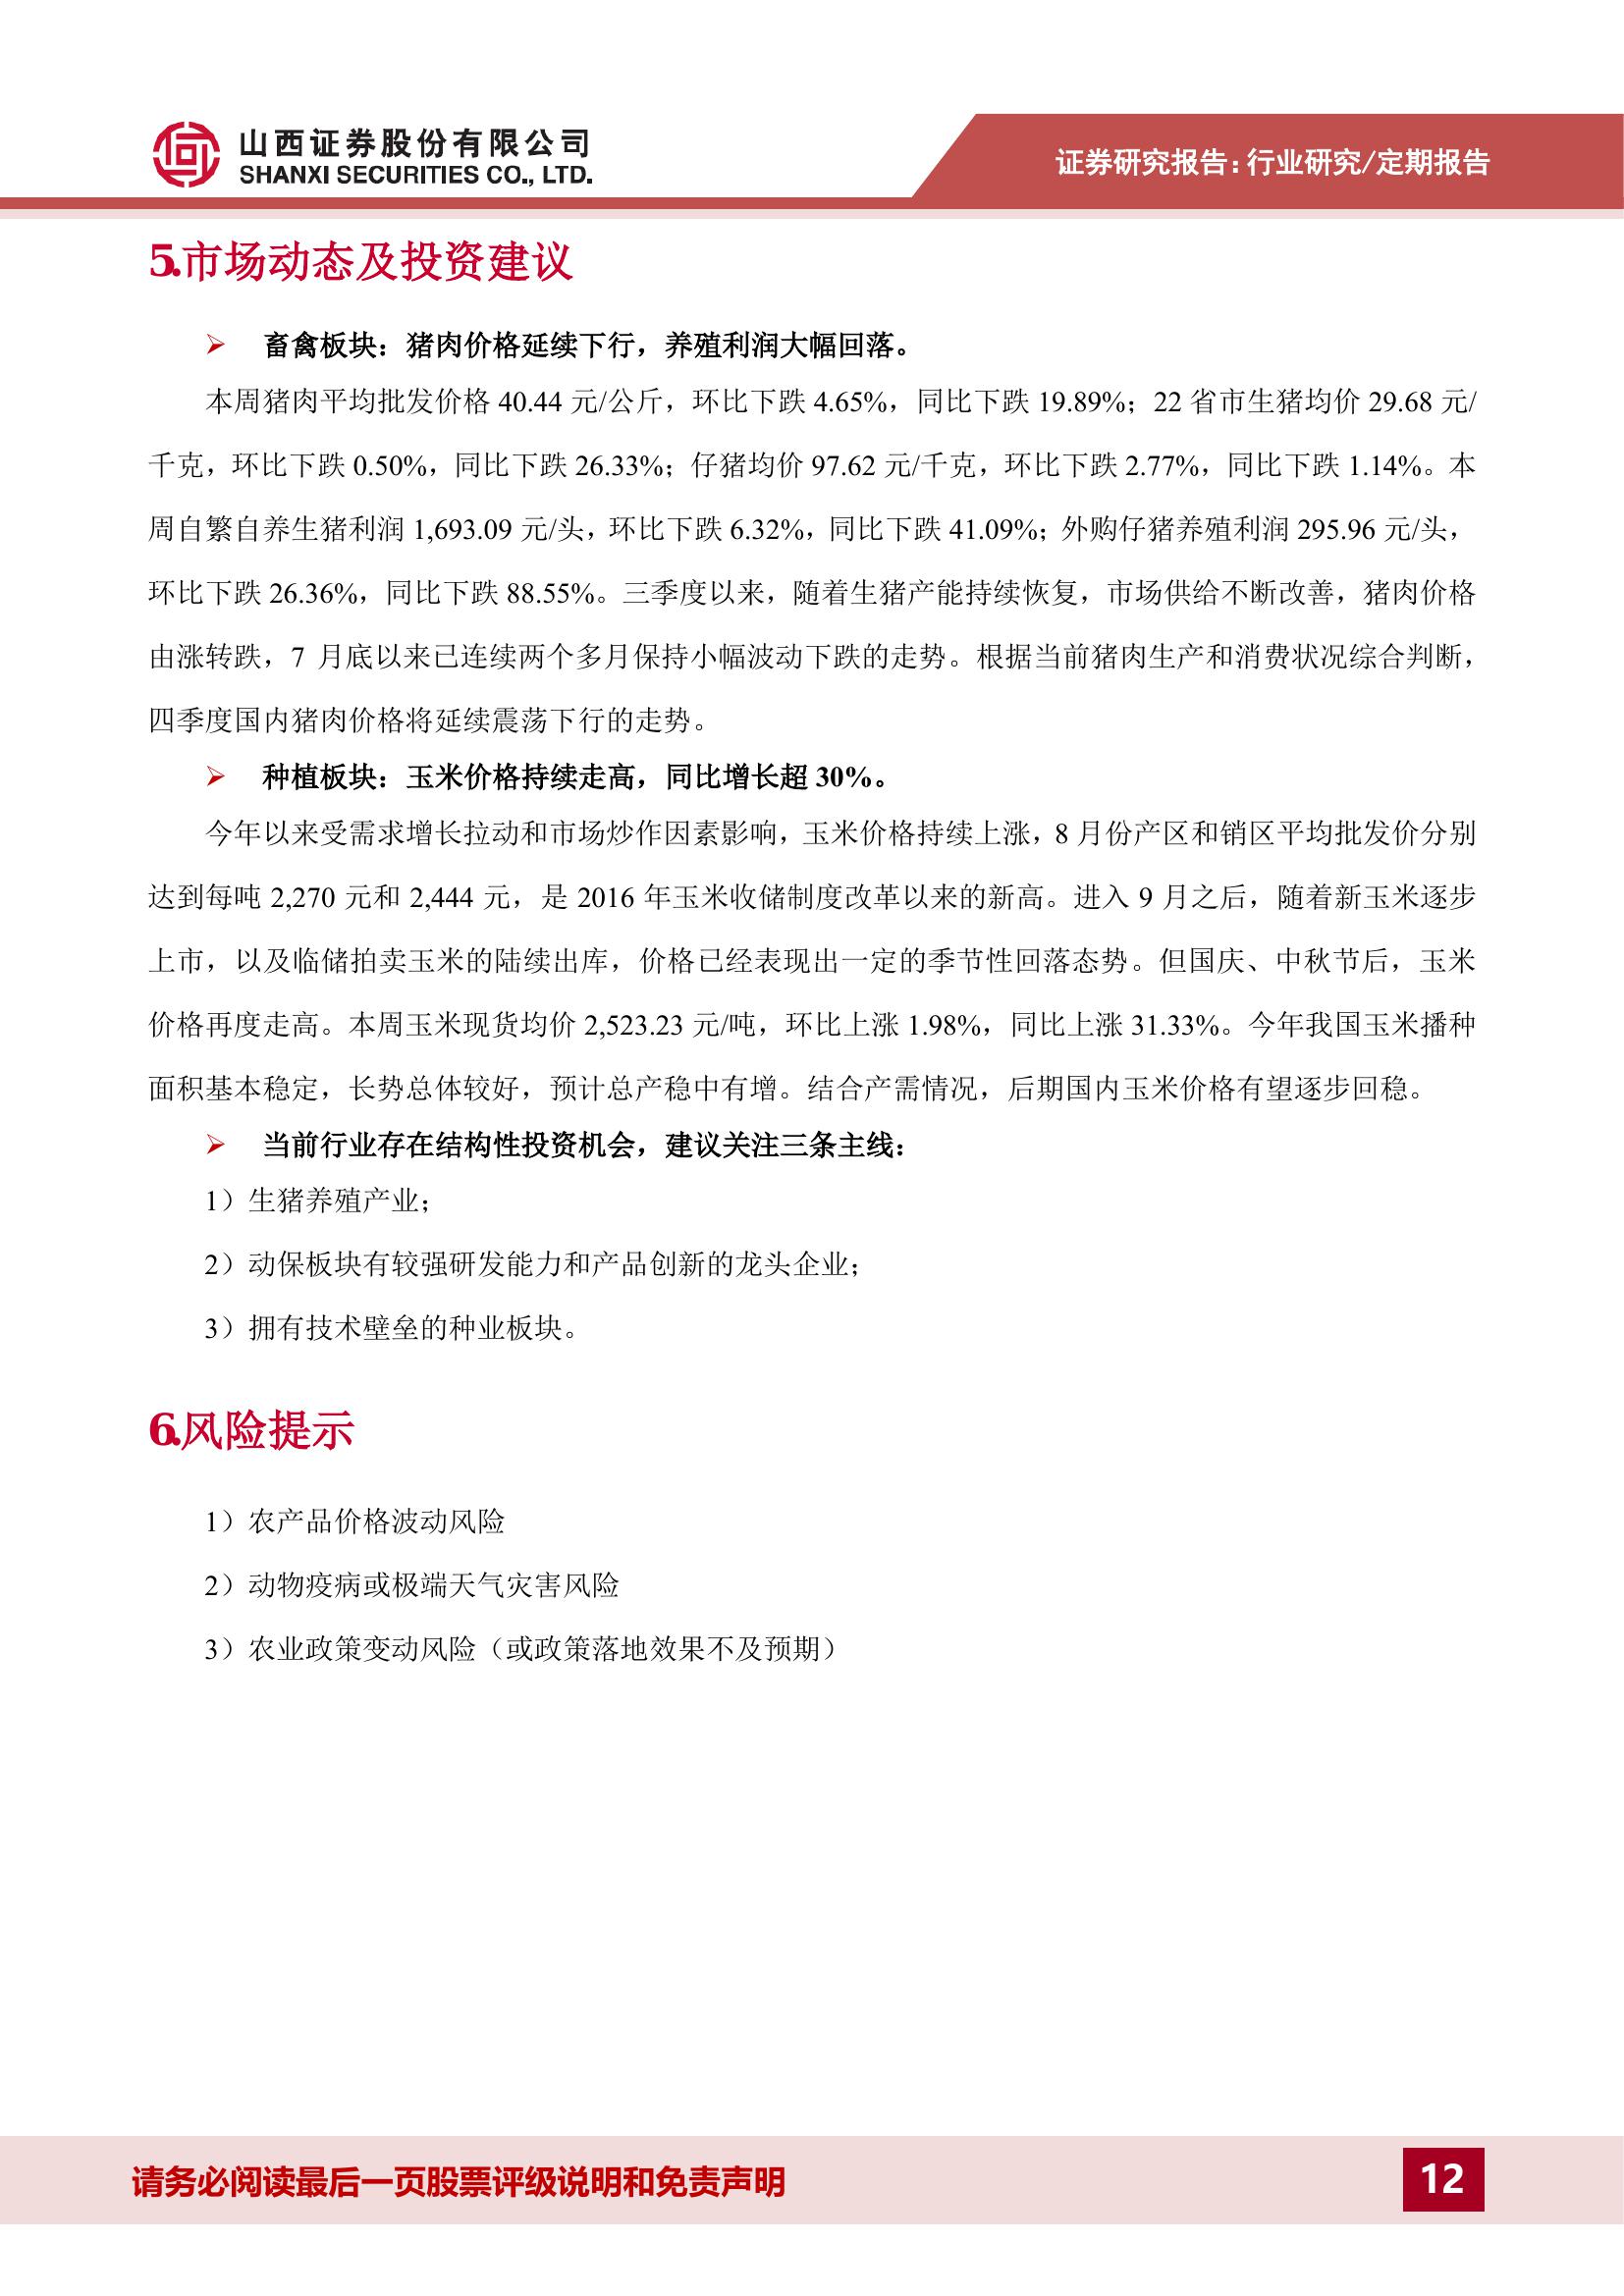 山西证券股份有限公司
SHANXI SECURITIES CO., LTD.
证券研究报告：行业研究/定期报告
5.市场动态及投资建议
➢ 畜禽板块：猪肉价格延续下行，养殖利润大幅回落。
本周猪肉平均批发价格 40.44 元/公斤，环比下跌 4.65%，同比下跌 19.89%；22 省市生猪均价 29.68 元/
千克，环比下跌 0.50%，同比下跌 26.33%；仔猪均价 97.62 元/千克，环比下跌 2.77%，同比下跌 1.14%。本
周自繁自养生猪利润 1,693.09 元/头，环比下跌 6.32%，同比下跌 41.09%；外购仔猪养殖利润 295.96 元/头，
环比下跌 26.36%，同比下跌 88.55%。三季度以来，随着生猪产能持续恢复，市场供给不断改善，猪肉价格
由涨转跌，7 月底以来已连续两个多月保持小幅波动下跌的走势。根据当前猪肉生产和消费状况综合判断，
四季度国内猪肉价格将延续震荡下行的走势。
➢ 种植板块：玉米价格持续走高，同比增长超 30%。
今年以来受需求增长拉动和市场炒作因素影响，玉米价格持续上涨，8 月份产区和销区平均批发价分别
达到每吨 2,270 元和 2,444 元，是 2016 年玉米收储制度改革以来的新高。进入 9 月之后，随着新玉米逐步
上市，以及临储拍卖玉米的陆续出库，价格已经表现出一定的季节性回落态势。但国庆、中秋节后，玉米
价格再度走高。本周玉米现货均价 2,523.23 元/吨，环比上涨 1.98%，同比上涨 31.33%。今年我国玉米播种
面积基本稳定，长势总体较好，预计总产稳中有增。结合产需情况，后期国内玉米价格有望逐步回稳。
➢ 当前行业存在结构性投资机会，建议关注三条主线：
1）生猪养殖产业；
2）动保板块有较强研发能力和产品创新的龙头企业；
3）拥有技术壁垒的种业板块。
6.风险提示
1）农产品价格波动风险
2）动物疫病或极端天气灾害风险
3）农业政策变动风险（或政策落地效果不及预期）
请务必阅读最后一页股票评级说明和免责声明
12